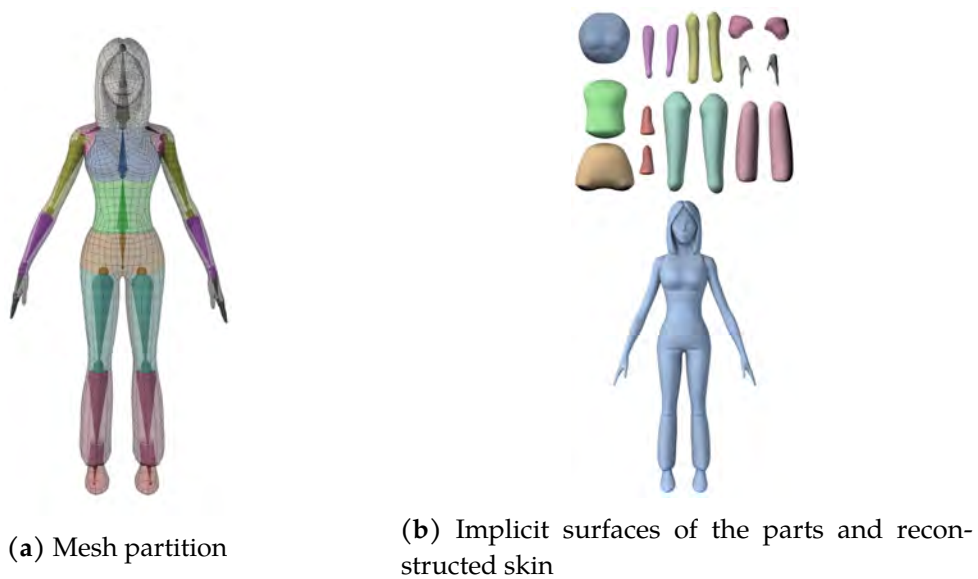 (a) Mesh partition
(b) Implicit surfaces of the parts and recon-
structed skin